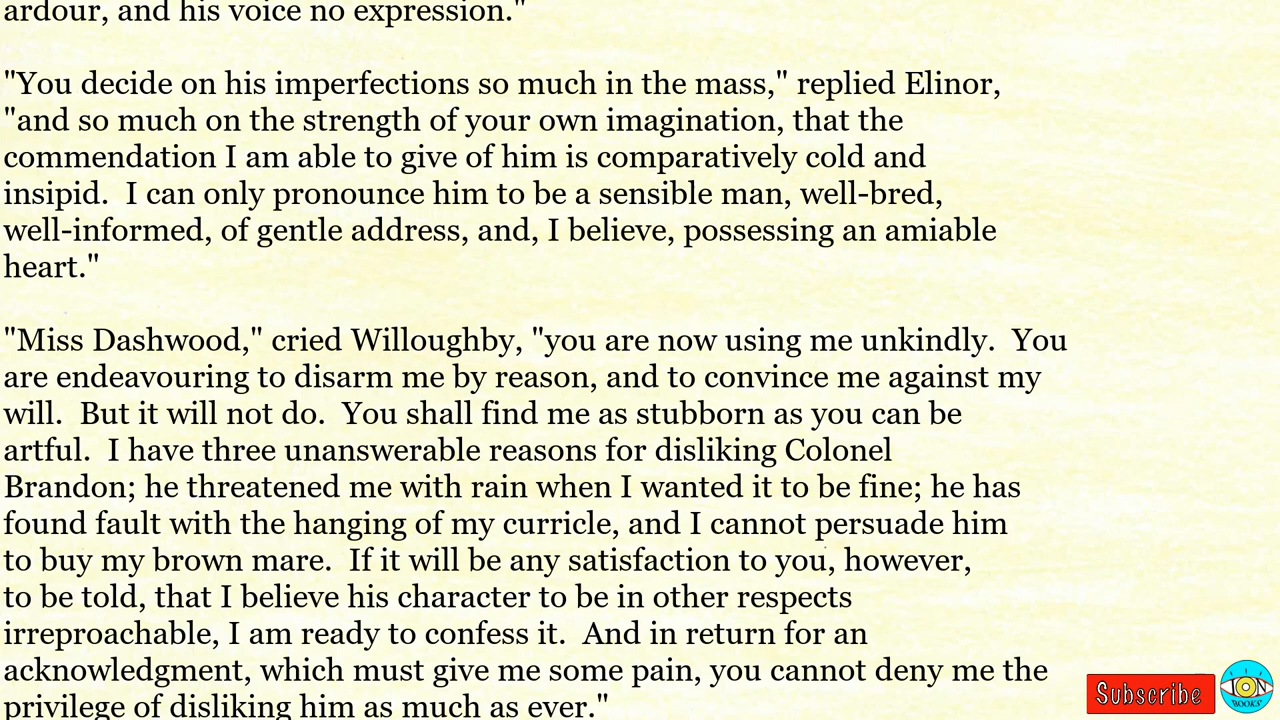 ardour, and his voice no expression."
"You decide on his imperfections so much in the mass," replied Elinor,
"and so much on the strength of your own imagination, that the
commendation I am able to give of him is comparatively cold and
insipid.  I can only pronounce him to be a sensible man, well-bred,
well-informed, of gentle address, and, I believe, possessing an amiable
heart."
"Miss Dashwood," cried Willoughby, "you are now using me unkindly.  You
are endeavouring to disarm me by reason, and to convince me against my
will.  But it will not do.  You shall find me as stubborn as you can be
artful.  I have three unanswerable reasons for disliking Colonel
Brandon; he threatened me with rain when I wanted it to be fine; he has
found fault with the hanging of my curricle, and I cannot persuade him
to buy my brown mare.  If it will be any satisfaction to you, however,
to be told, that I believe his character to be in other respects
irreproachable, I am ready to confess it.  And in return for an
acknowledgment, which must give me some pain, you cannot deny me the
privilege of disliking him as much as ever."
Subscribe
ION
BOOKS